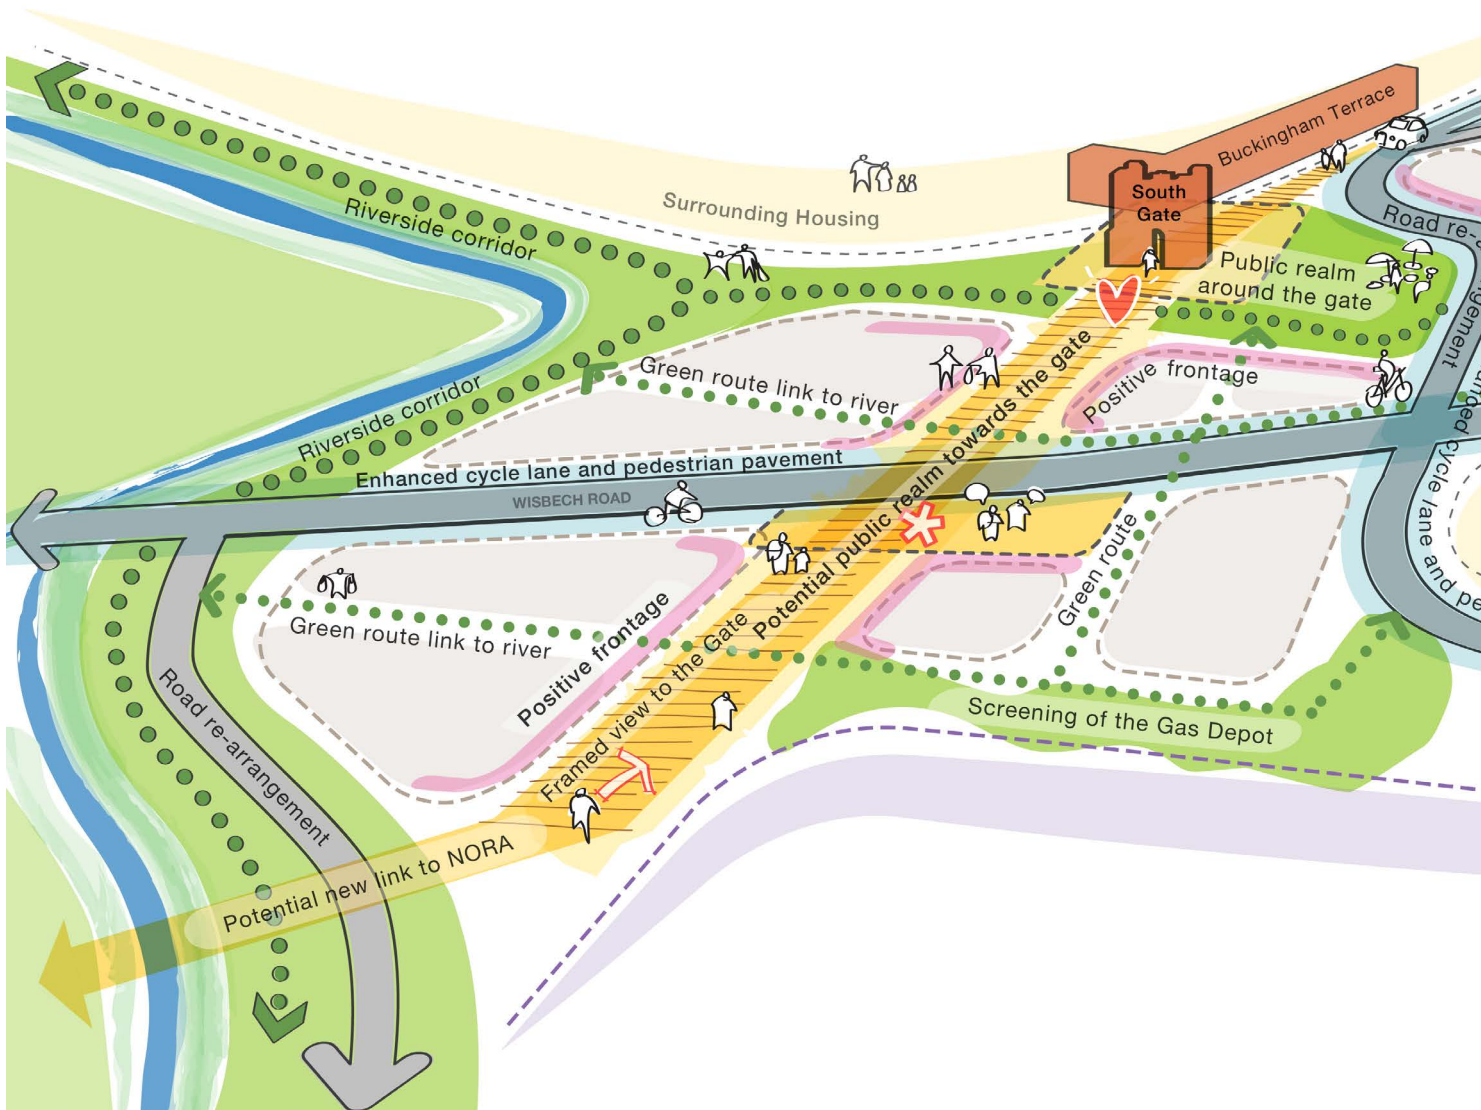 Buckingham Terrace
South
Gate
Riverside corridor
Surrounding Housing
Road re-
ngement
Public realm
around the gate
Green route link to river
Positive frontage
Riverside corridor
Enhanced cycle lane and pedestrian pavement
WISBECH ROAD
Potential public realm towards the gate
cycle lane and pe
Green route
Green route link to river
Positive frontage
Framed view to the Gate
Screening of the Gas Depot
Road re-arrangement
Potential new link to NORA